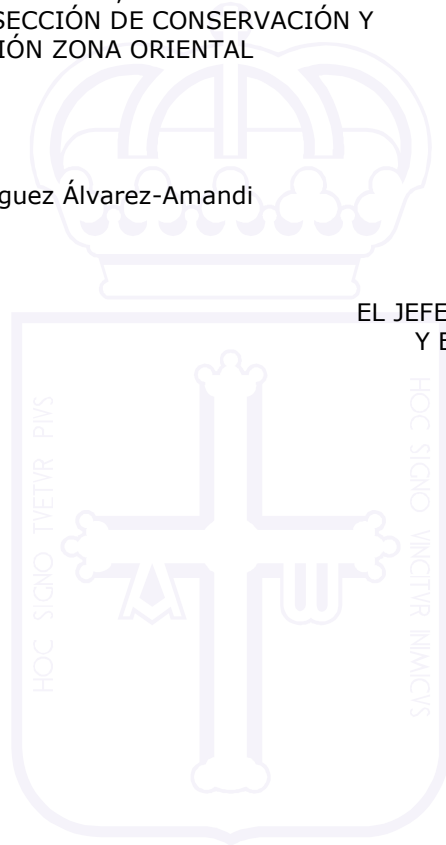 SECCIÓN DE CONSERVACIÓN Y
IÓN ZONA ORIENTAL
guez Álvarez-Amandi
EL JEFE
Y E
HOC SIGNO TVETVR PIVS
HOC SIGNO VINCITVR INIMICVS